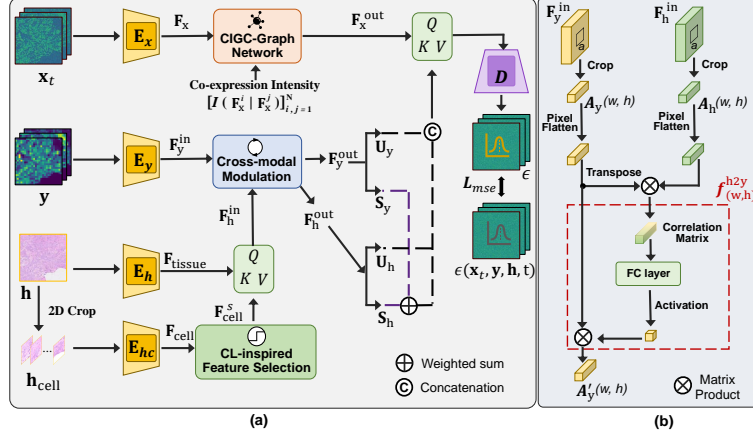 x_t
E_x
F_x
CIGC-Graph
Network
F_x^out
Q
K V
D
Co-expression Intensity
[I ( F_x^i | F_x^j )]_{i,j=1}^N
y
E_y
F_y^in
Cross-modal
Modulation
F_y^out
U_y
S_y
C
L_mse
ϵ
ϵ(x_t, y, h, t)
F_h^in
F_h^out
U_h
S_h
h
E_h
F_tissue
Q
K V
2D Crop
F_cell^s
h_cell
...
E_hc
F_cell
CL-inspired
Feature Selection
Weighted sum
C Concatenation
(a)
F_y^in
F_h^in
a
a
Crop
Crop
A_y(w, h)
A_h(w, h)
Pixel
Flatten
Pixel
Flatten
Transpose
f_(w,h)^h2y
Correlation
Matrix
FC layer
Activation
A'_y(w, h)
Matrix
Product
(b)